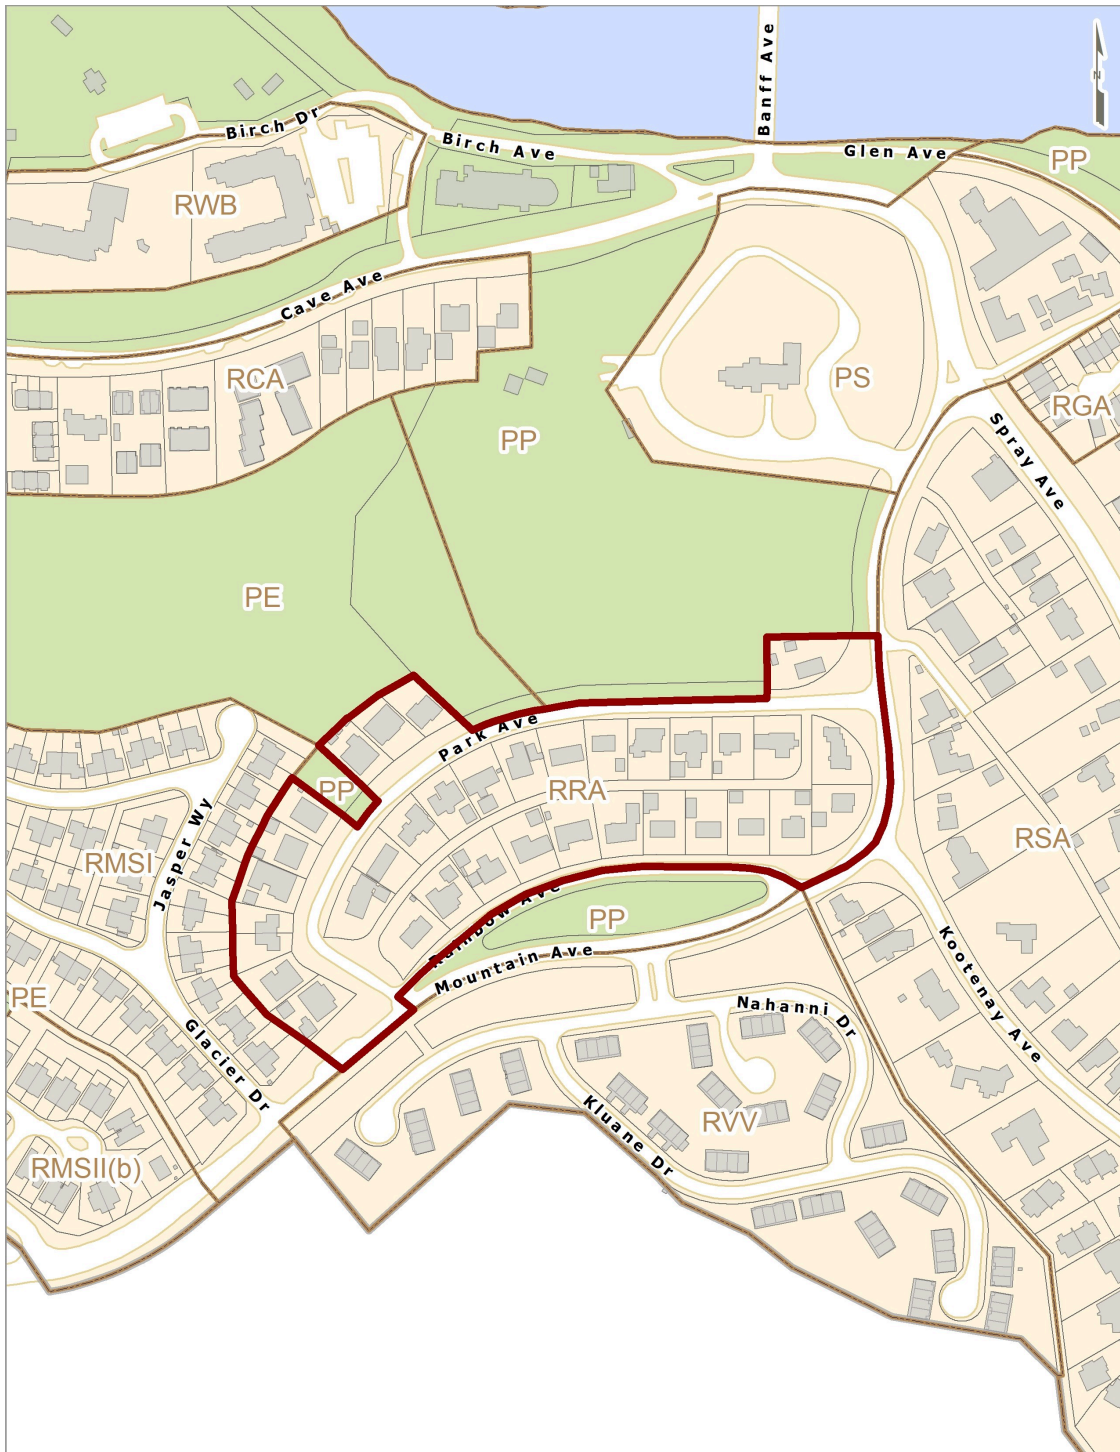 Banff Ave
N
Birch Dr
Birch Ave
Glen Ave
PP
RWB
Cave Ave
RCA
PS
RGA
PP
Spray Ave
PE
Park Ave
PP
RRA
Jasper Wy
RMSI
RSA
Rainbow Ave
PP
Mountain Ave
Kootenay Ave
PE
Nahanni Dr
Glacier Dr
Kluane Dr
RVV
RMSII(b)